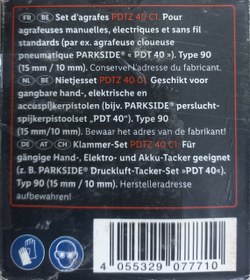 FR BE Set d'agrafes PDTZ 40 C1. Pour
agrafeuses manuelles, électriques et sans fil
standards (par ex. agrafeuse cloueuse
pneumatique PARKSIDE® « PDT 40 »). Type 90
(15 mm / 10 mm). Conserver l'adresse du fabricant.
NL BE Nietjesset PDTZ 40 C1. Geschikt voor
gangbare hand-, elektrische en
accuspijkerpistolen (bijv. PARKSIDE® perslucht-
spijkerpistoolset „PDT 40"). Type 90
(15 mm/10 mm). Bewaar het adres van de fabrikant!
DE AT CH Klammer-Set PDTZ 40 C1. Für
gängige Hand-, Elektro- und Akku-Tacker geeignet
(z. B. PARKSIDE® Druckluft-Tacker-Set »PDT 40«).
Typ 90 (15 mm / 10 mm). Herstelleradresse
aufbewahren!
4 055329 077710